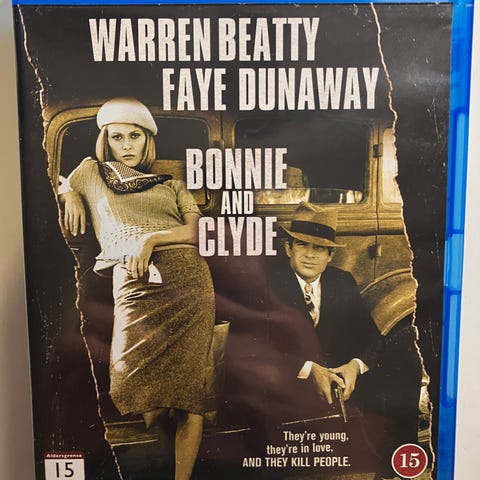 WARREN BEATTY
FAYE DUNAWAY
BONNIE
AND
CLYDE
They're young,
they're in love,
AND THEY KILL PEOPLE.
Aldersgrense
15
15